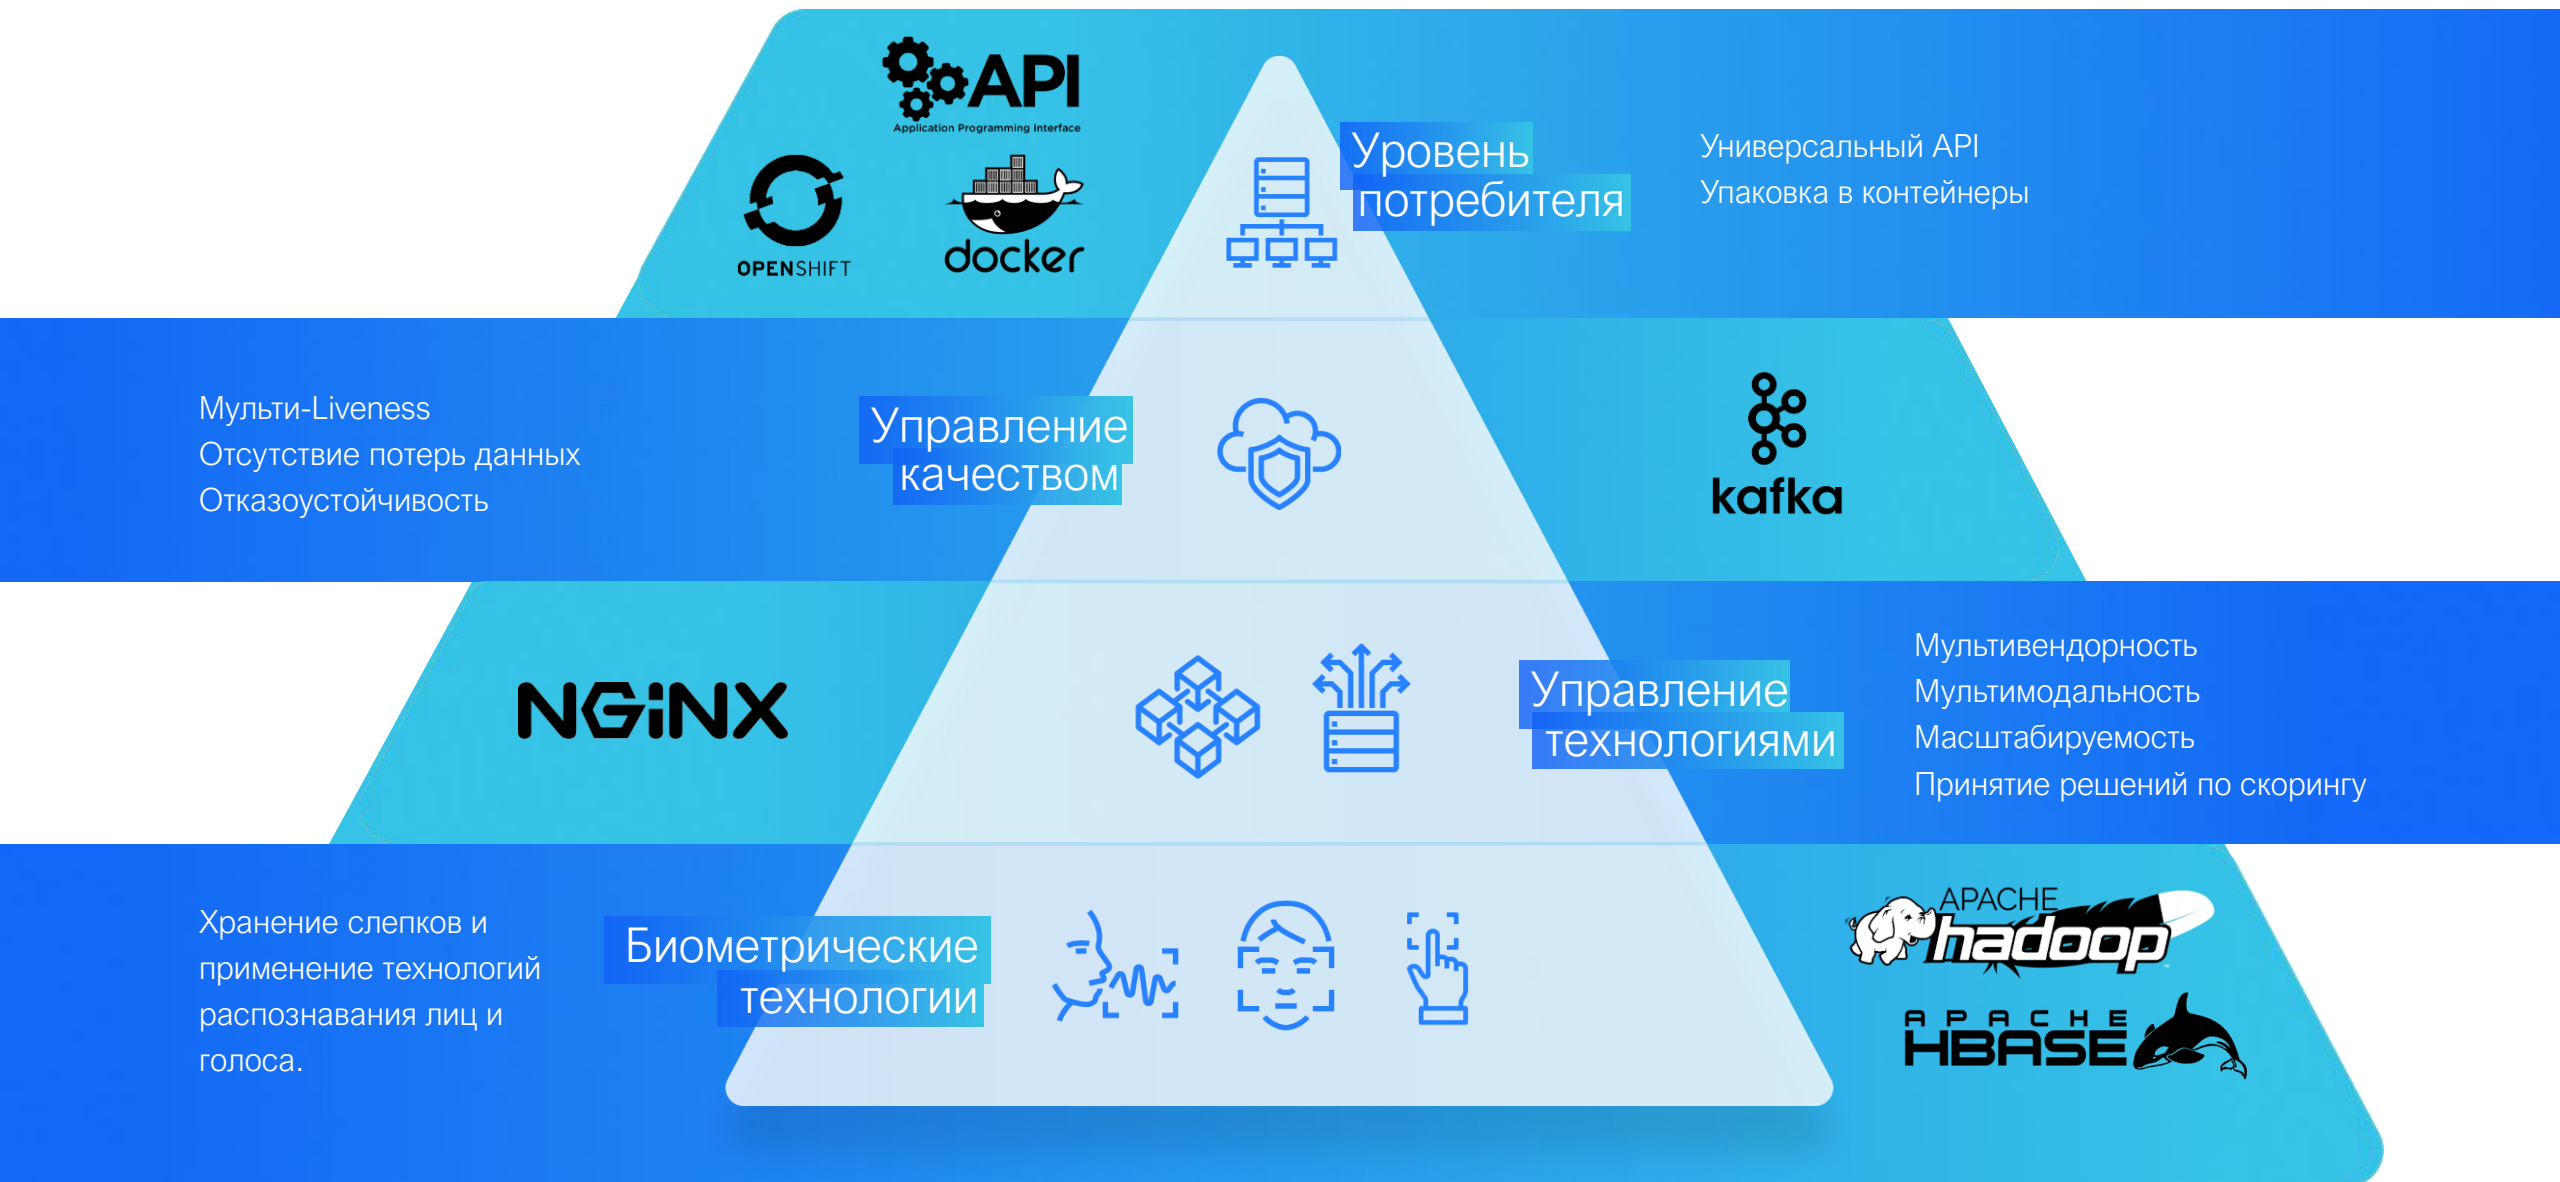 API
Application Programming Interface
OPENSHIFT
docker
Уровень
потребителя
Универсальный API
Упаковка в контейнеры
Мульти-Liveness
Отсутствие потерь данных
Отказоустойчивость
Управление
качеством
kafka
NGiNX
Управление
технологиями
Мультивендорность
Мультимодальность
Масштабируемость
Принятие решений по скорингу
Хранение слепков и
применение технологий
распознавания лиц и
голоса.
Биометрические
технологии
APACHE
hadoop
APACHE
HBASE